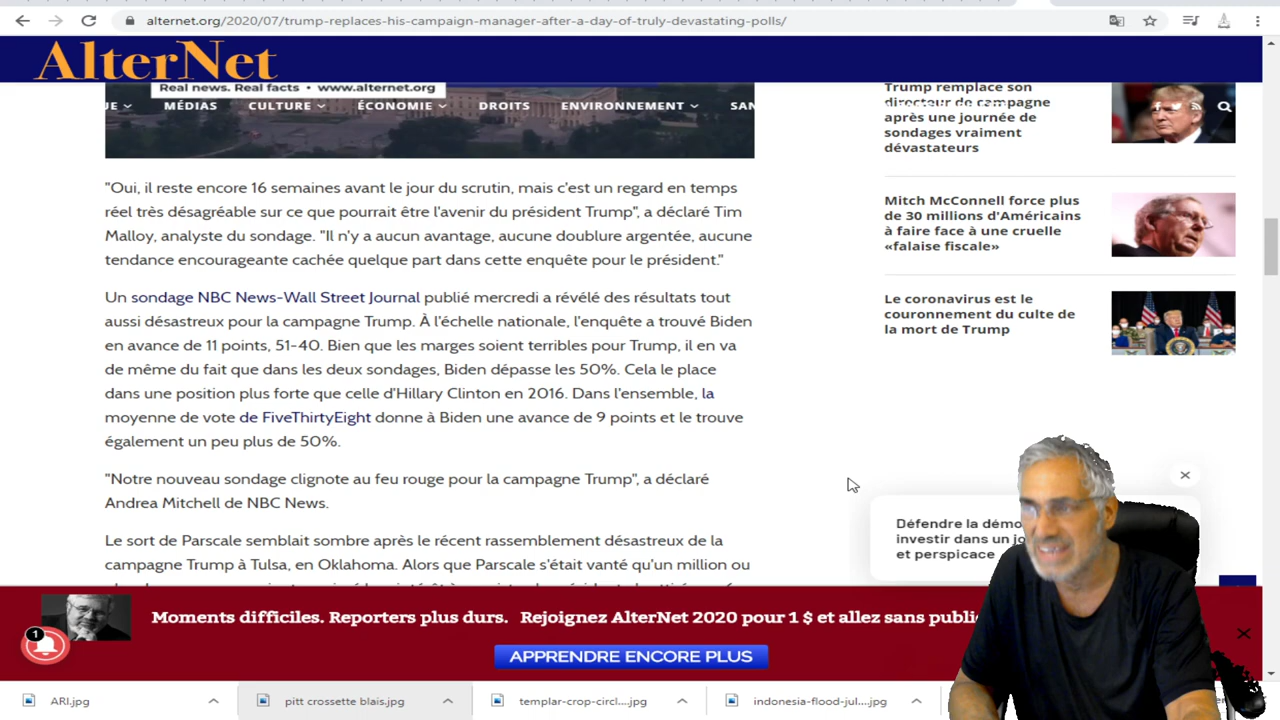 alternet.org/2020/07/trump-replaces-his-campaign-manager-after-a-day-of-truly-devastating-polls/
AlterNet
Real news. Real facts • www.alternet.org
UE MÉDIAS CULTURE ÉCONOMIE DROITS ENVIRONNEMENT SAN
"Oui, il reste encore 16 semaines avant le jour du scrutin, mais c'est un regard en temps
réel très désagréable sur ce que pourrait être l'avenir du président Trump", a déclaré Tim
Malloy, analyste du sondage. "Il n'y a aucun avantage, aucune doublure argentée, aucune
tendance encourageante cachée quelque part dans cette enquête pour le président."
Un sondage NBC News-Wall Street Journal publié mercredi a révélé des résultats tout
aussi désastreux pour la campagne Trump. À l'échelle nationale, l'enquête a trouvé Biden
en avance de 11 points, 51-40. Bien que les marges soient terribles pour Trump, il en va
de même du fait que dans les deux sondages, Biden dépasse les 50%. Cela le place
dans une position plus forte que celle d'Hillary Clinton en 2016. Dans l'ensemble, la
moyenne de vote de FiveThirtyEight donne à Biden une avance de 9 points et le trouve
également un peu plus de 50%.
"Notre nouveau sondage clignote au feu rouge pour la campagne Trump", a déclaré
Andrea Mitchell de NBC News.
Le sort de Parscale semblait sombre après le récent rassemblement désastreux de la
campagne Trump à Tulsa, en Oklahoma. Alors que Parscale s'était vanté qu'un million ou
Trump remplace son
directeur de campagne
après une journée de
sondages vraiment
dévastateurs
Mitch McConnell force plus
de 30 millions d'Américains
à faire face à une cruelle
«falaise fiscale»
Le coronavirus est le
couronnement du culte de
la mort de Trump
Défendre la démo
investir dans un jo
et perspicace
1
Moments difficiles. Reporters plus durs. Rejoignez AlterNet 2020 pour 1 $ et allez sans public
APPRENDRE ENCORE PLUS
ARI.jpg
pitt crossette blais.jpg
templar-crop-circl....jpg
indonesia-flood-jul....jpg